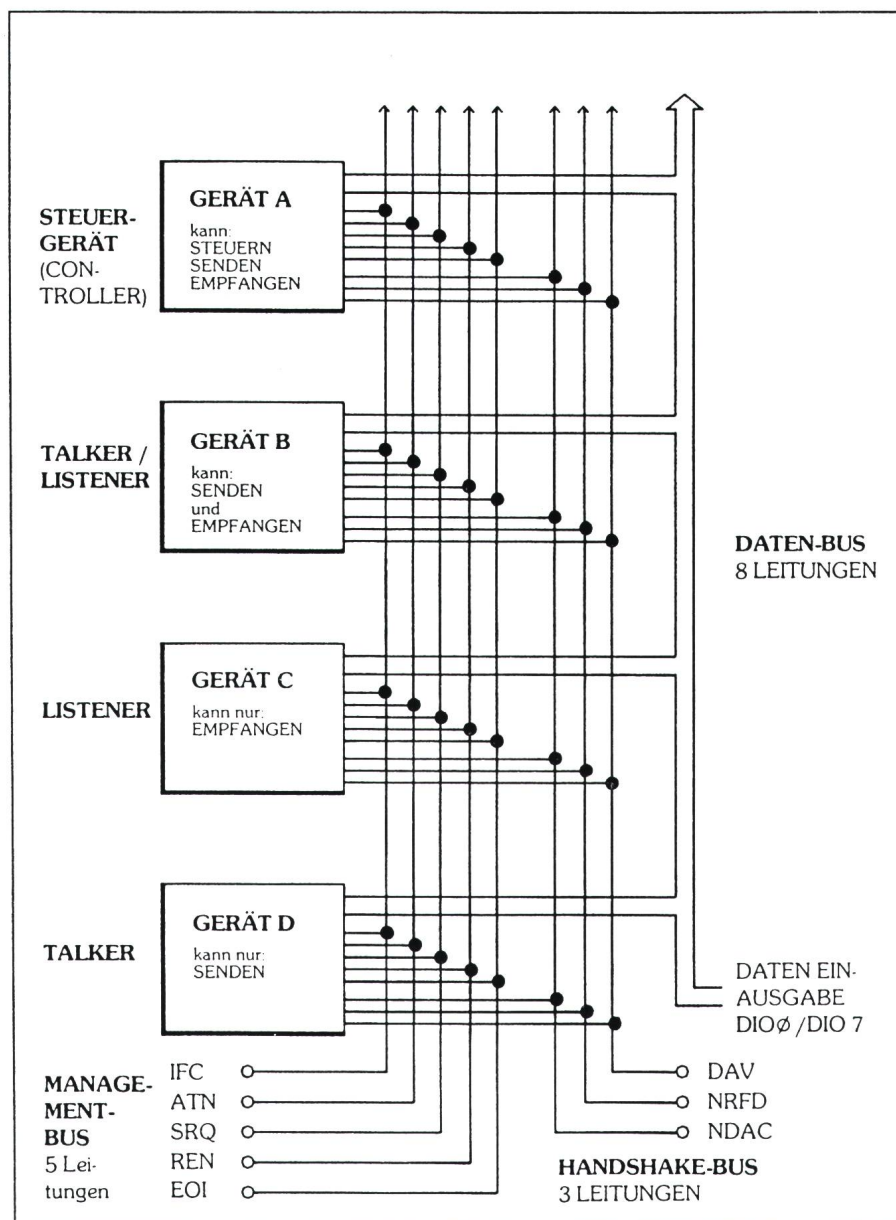 STEUER-
GERÄT
(CON-
TROLLER)
GERÄT A
kann:
STEUERN
SENDEN
EMPFANGEN
TALKER /
LISTENER
GERÄT B
kann:
SENDEN
und
EMPFANGEN
DATEN-BUS
8 LEITUNGEN
LISTENER
GERÄT C
kann nur:
EMPFANGEN
TALKER
GERÄT D
kann nur:
SENDEN
DATEN EIN-
AUSGABE
DIOø /DIO 7
MANAGE-
MENT-
BUS
5 Lei-
tungen
IFC
ATN
SRQ
REN
EOI
DAV
NRFD
NDAC
HANDSHAKE-BUS
3 LEITUNGEN